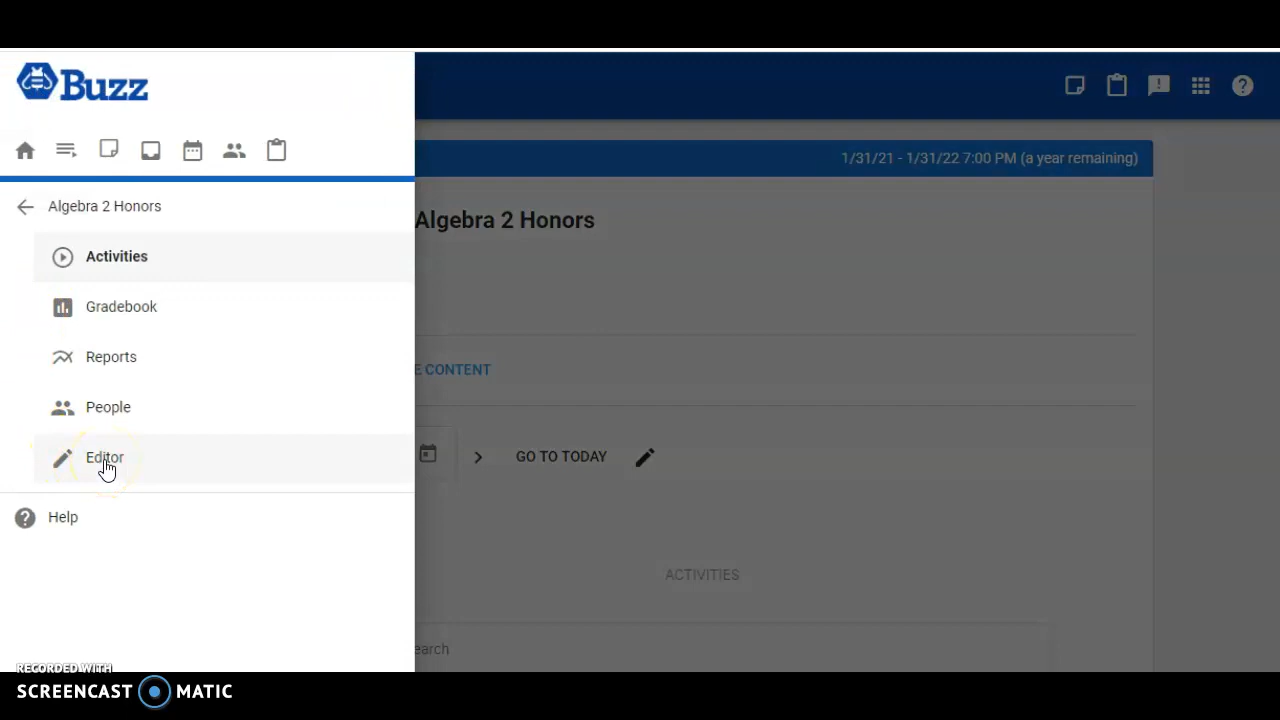 Buzz
1/31/21 - 1/31/22 7:00 PM (a year remaining)
Algebra 2 Honors
Algebra 2 Honors
Activities
Gradebook
Reports
People
Editor
Help
E CONTENT
GO TO TODAY
ACTIVITIES
earch
RECORDED WITH
SCREENCAST MATIC